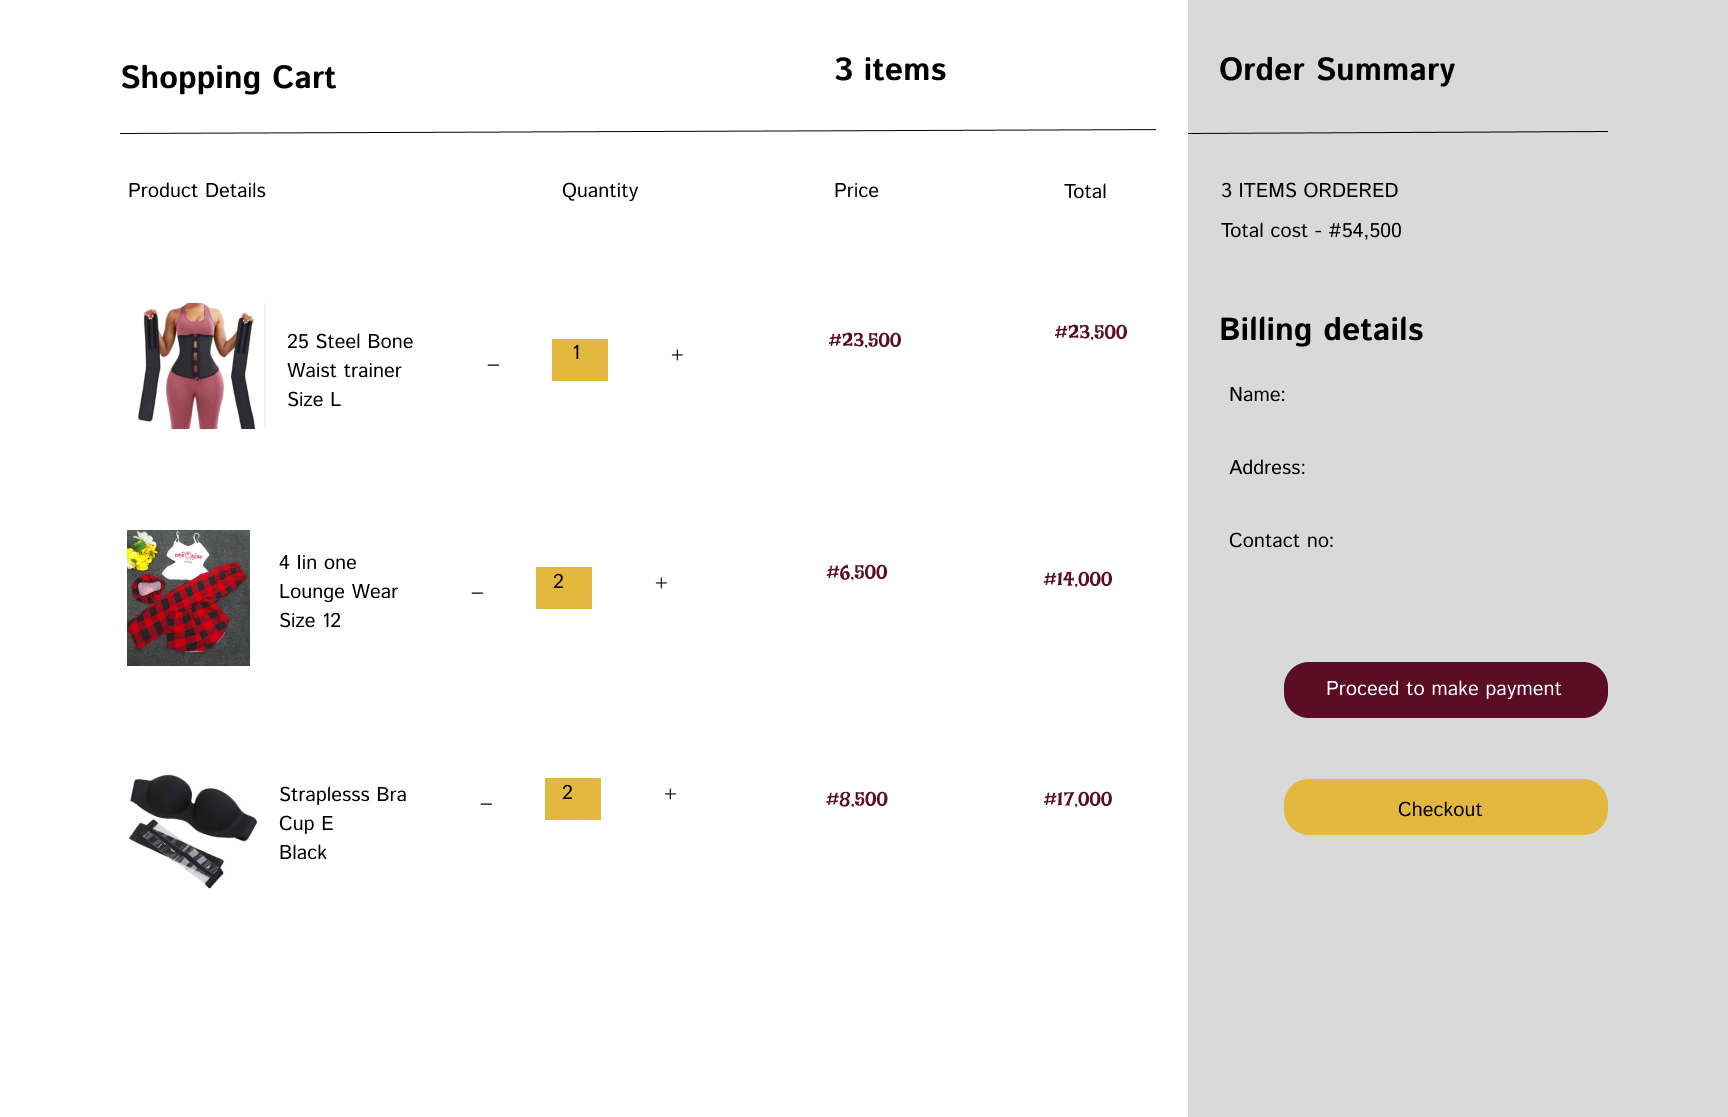 Shopping Cart
3 items
Order Summary
Product Details
Quantity
Price
Total
25 Steel Bone
Waist trainer
Size L
–
1
+
#23,500
#23,500
4 Iin one
Lounge Wear
Size 12
–
2
+
#6,500
#14,000
Straplesss Bra
Cup E
Black
–
2
+
#8,500
#17,000
3 ITEMS ORDERED
Total cost - #54,500
Billing details
Name:
Address:
Contact no:
Proceed to make payment
Checkout